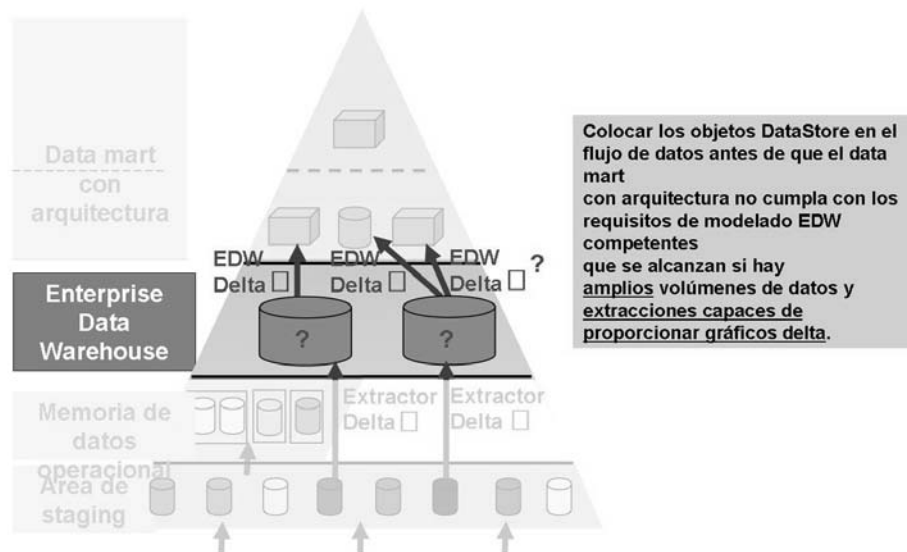 Data mart
con
arquitectura
EDW
Delta
EDW
Delta
EDW
Delta
?
Enterprise
Data
Warehouse
?
?
Extractor
Delta
Extractor
Delta
Memoria de
datos
operacional
Area de
staging
Colocar los objetos DataStore en el
flujo de datos antes de que el data
mart
con arquitectura no cumpla con los
requisitos de modelado EDW
competentes
que se alcanzan si hay
amplios volúmenes de datos y
extracciones capaces de
proporcionar gráficos delta.